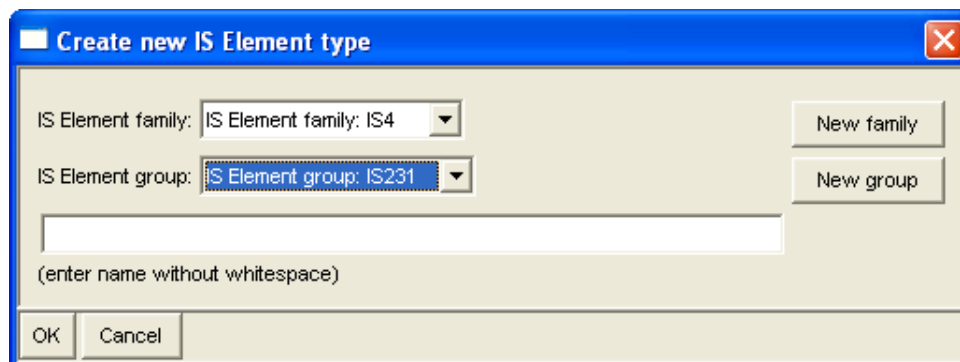 Create new IS Element type
IS Element family: IS Element family: IS4 New family
IS Element group: IS Element group: IS231 New group
(enter name without whitespace)
OK Cancel